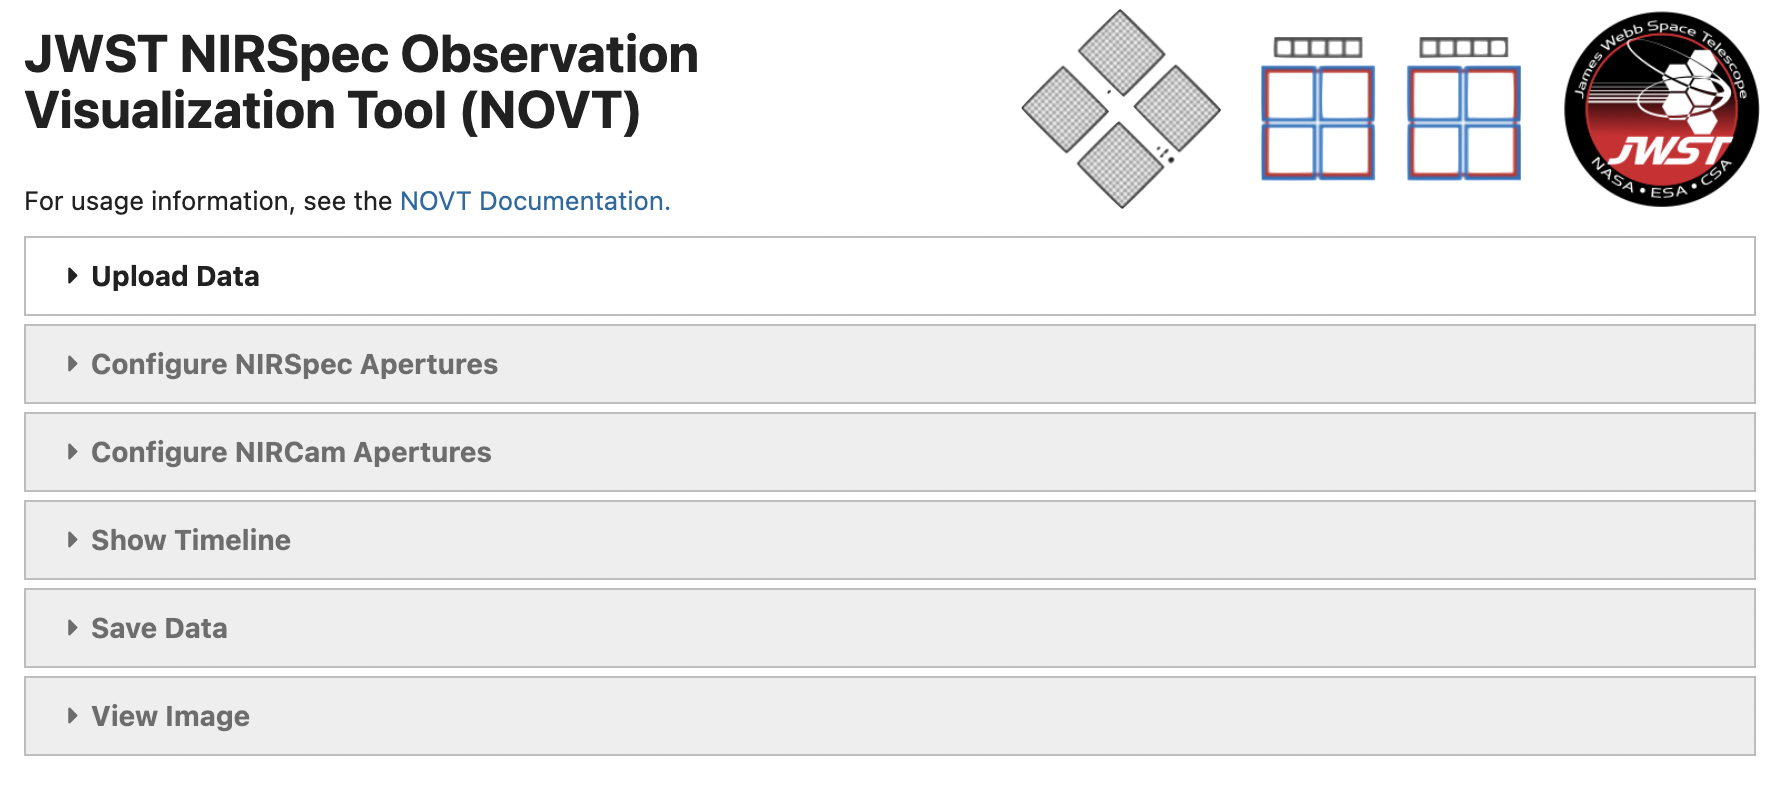 JWST NIRSpec Observation
Visualization Tool (NOVT)
James Webb Space Telescope
JWST
NASA • ESA • CSA
For usage information, see the NOVT Documentation.
Upload Data
Configure NIRSpec Apertures
Configure NIRCam Apertures
Show Timeline
Save Data
View Image